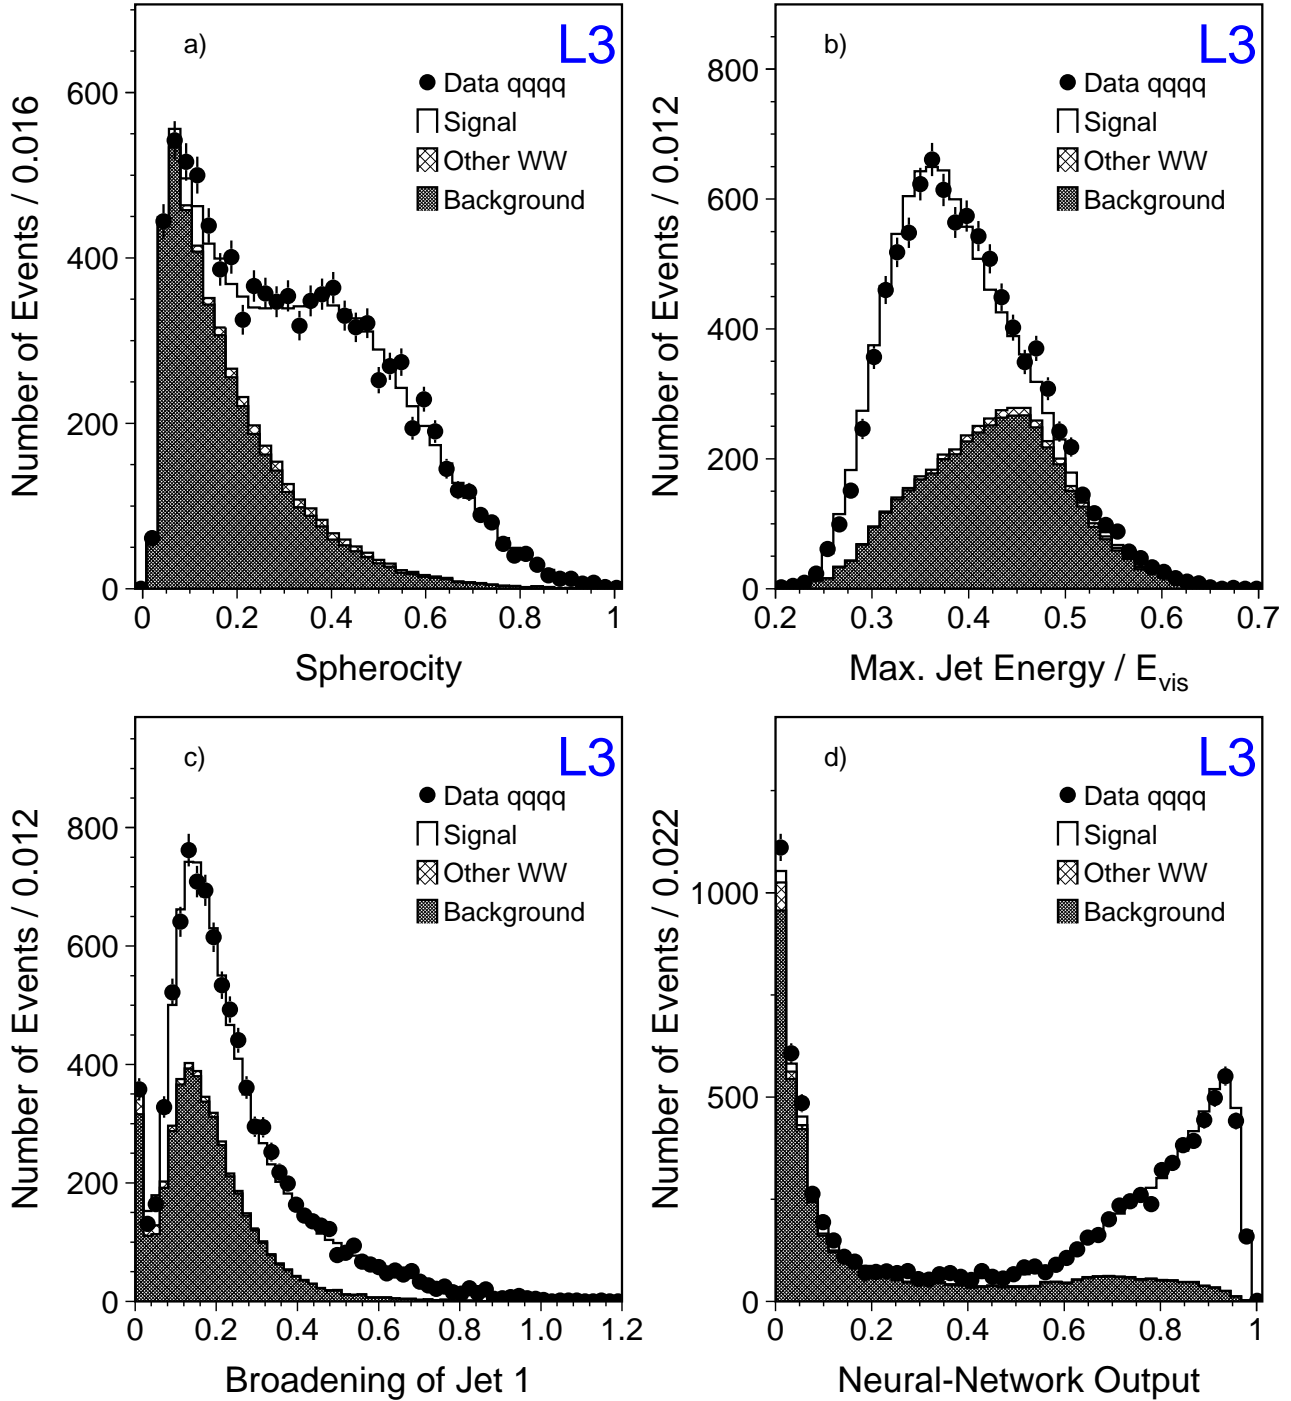 a)
L3
Data qqqq
Signal
Other WW
Background
Number of Events / 0.016
600
400
200
0
0 0.2 0.4 0.6 0.8 1
Spherocity
b)
L3
Data qqqq
Signal
Other WW
Background
Number of Events / 0.012
800
600
400
200
0
0.2 0.3 0.4 0.5 0.6 0.7
Max. Jet Energy / Evis
c)
L3
Data qqqq
Signal
Other WW
Background
Number of Events / 0.012
800
600
400
200
0
0 0.2 0.4 0.6 0.8 1.0 1.2
Broadening of Jet 1
d)
L3
Data qqqq
Signal
Other WW
Background
Number of Events / 0.022
1000
500
0
0 0.2 0.4 0.6 0.8 1
Neural-Network Output